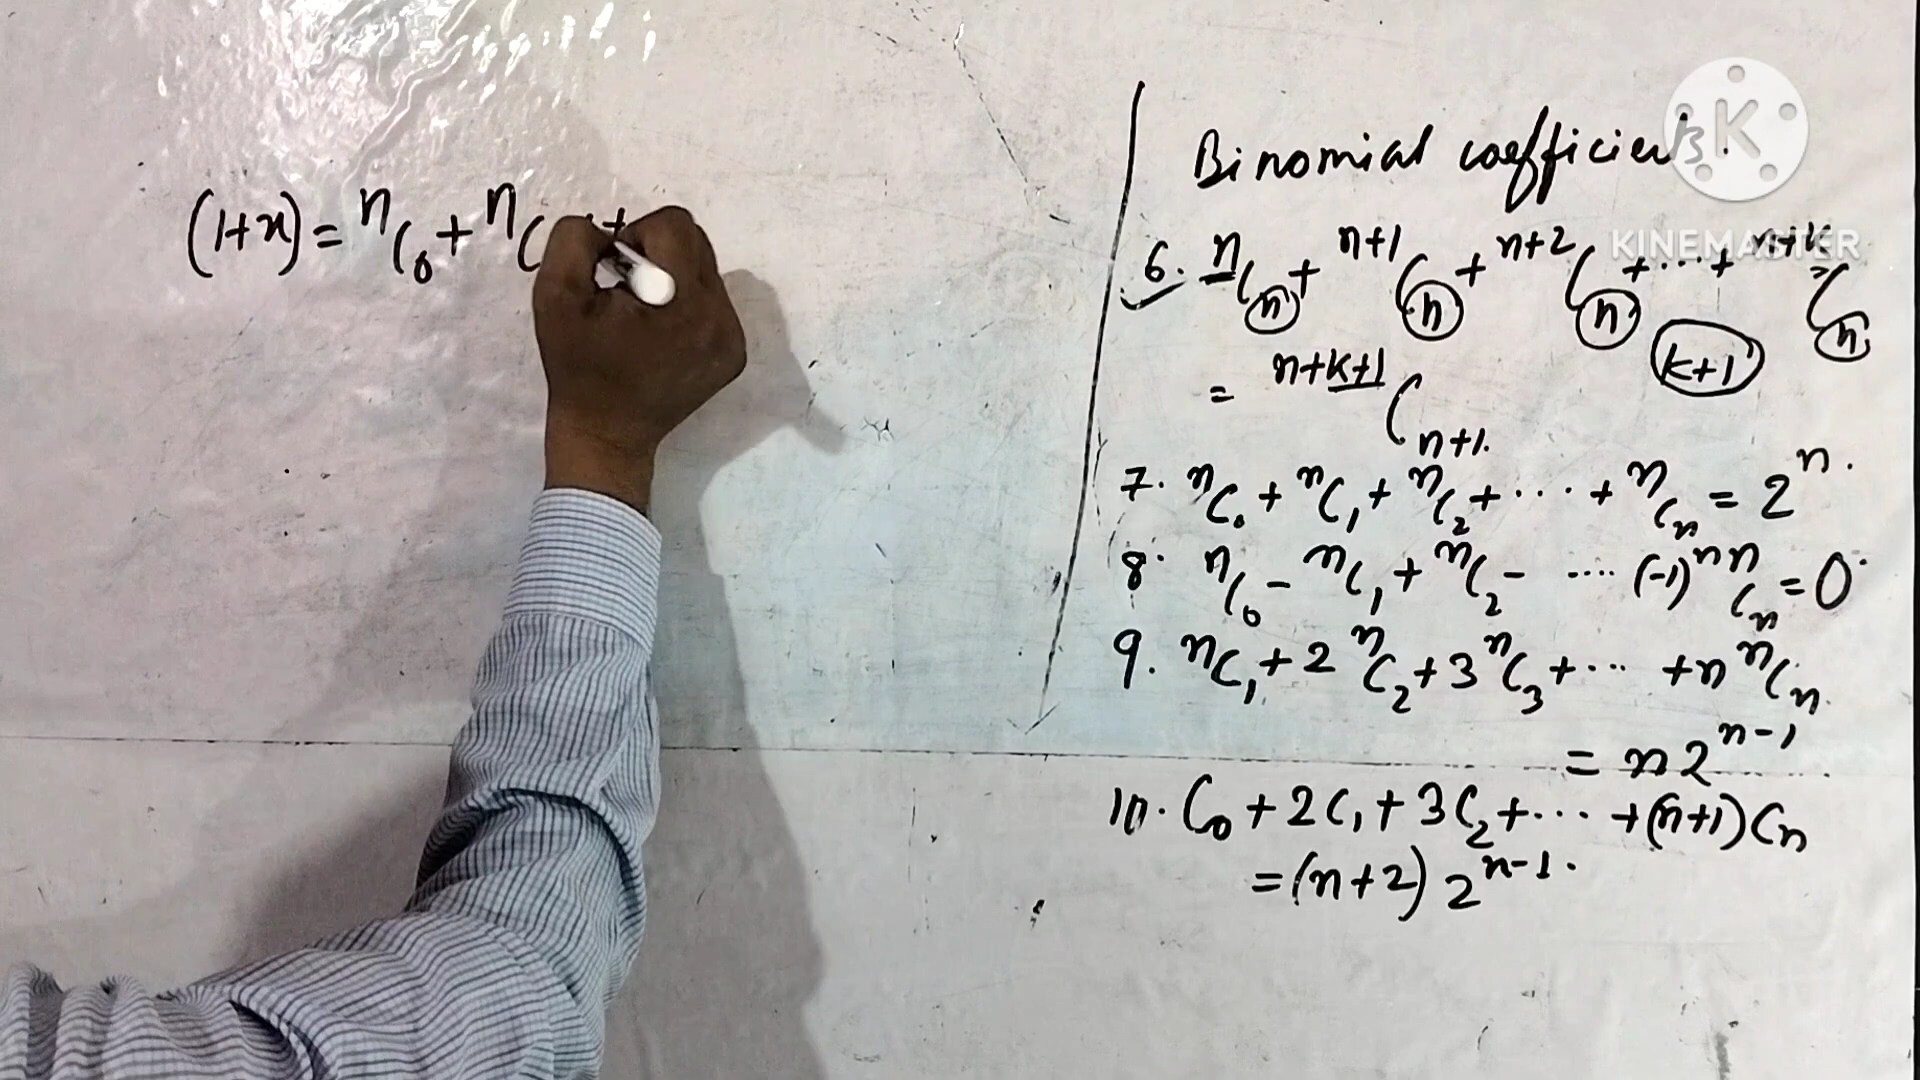 (1+x) = ⁿC₀ + ⁿC +
Binomial coefficients.
K
KINEMASTER
6. ⁿCₙ + ⁿ⁺¹Cₙ + ⁿ⁺²Cₙ + ... + ⁿ⁺ᵏCₙ
k+1
= ⁿ⁺ᵏ⁺¹Cₙ₊₁.
7. ⁿC₀ + ⁿC₁ + ⁿC₂ + ... + ⁿCₙ = 2ⁿ.
8. ⁿC₀ - ⁿC₁ + ⁿC₂ - .... (-1)ⁿ ⁿCₙ = 0.
9. ⁿC₁ + 2 ⁿC₂ + 3 ⁿC₃ + ... + n ⁿCₙ.
= n2ⁿ⁻¹
10. C₀ + 2C₁ + 3C₂ + ... + (n+1)Cₙ
= (n+2) 2ⁿ⁻¹.